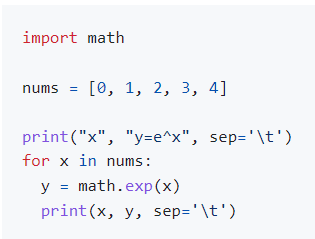 import math

nums = [0, 1, 2, 3, 4]

print("x", "y=e^x", sep='\t')
for x in nums:
  y = math.exp(x)
  print(x, y, sep='\t')